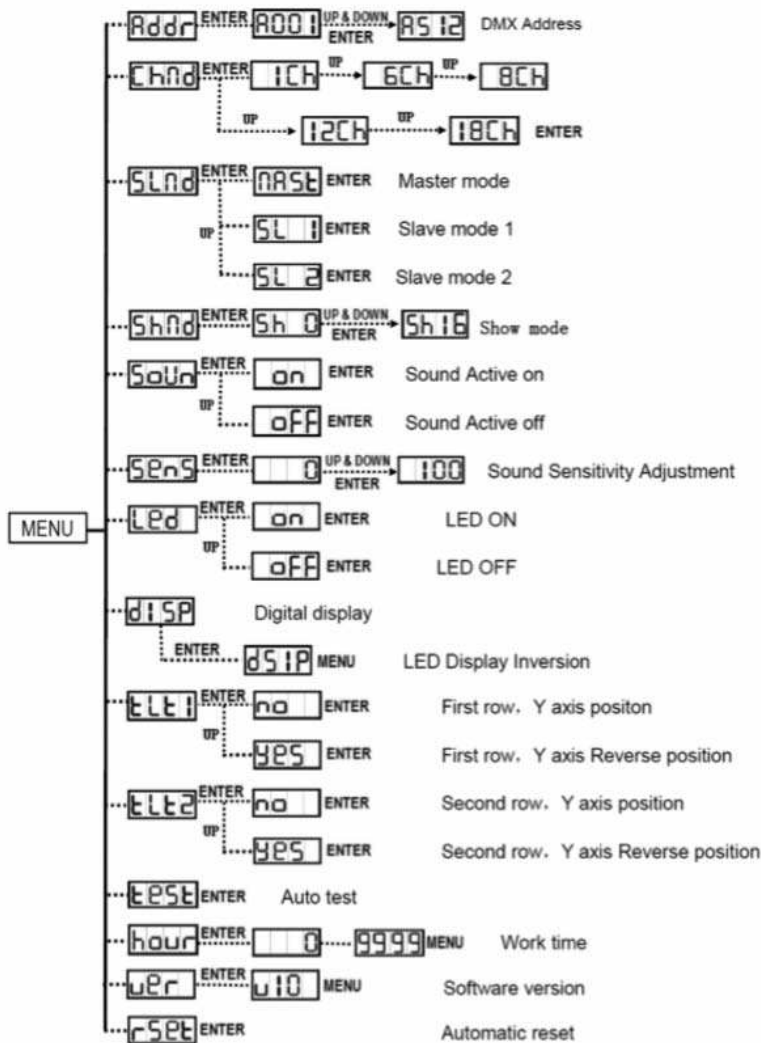 Addr ENTER A001 UP & DOWN ENTER A512 DMX Address
ChMd ENTER 1Ch UP 6Ch UP 8Ch
UP 12Ch UP 18Ch ENTER
SLMd ENTER MASt ENTER Master mode
UP SL 1 ENTER Slave mode 1
SL 2 ENTER Slave mode 2
ShMd ENTER Sh 0 UP & DOWN ENTER Sh16 Show mode
SoUn ENTER on ENTER Sound Active on
UP oFF ENTER Sound Active off
SenS ENTER 0 UP & DOWN ENTER 100 Sound Sensitivity Adjustment
MENU
Led ENTER on ENTER LED ON
UP oFF ENTER LED OFF
dISP Digital display
ENTER dSIP MENU LED Display Inversion
tLt1 ENTER no ENTER First row, Y axis positon
UP yes ENTER First row, Y axis Reverse position
tLt2 ENTER no ENTER Second row, Y axis position
UP yes ENTER Second row, Y axis Reverse position
test ENTER Auto test
hour ENTER 0 9999 MENU Work time
ver ENTER v10 MENU Software version
rSet ENTER Automatic reset